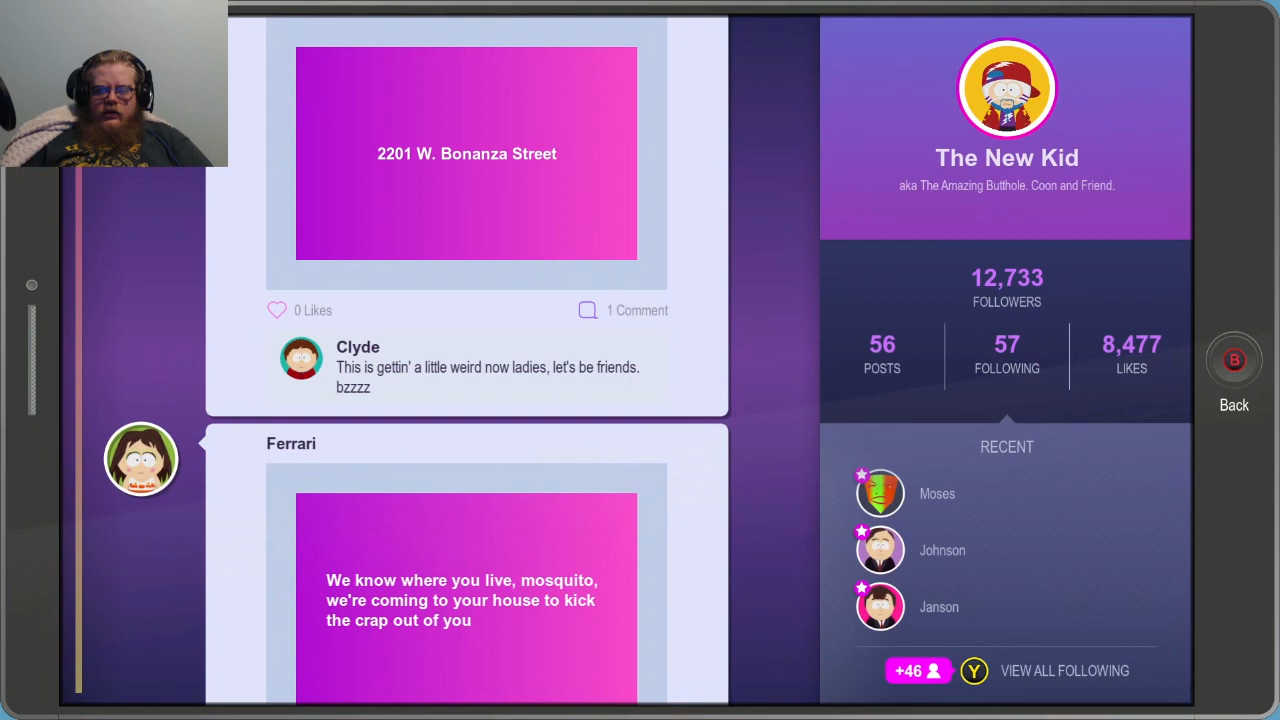 2201 W. Bonanza Street
0 Likes
1 Comment
Clyde
This is gettin' a little weird now ladies, let's be friends.
bzzzz
Ferrari
We know where you live, mosquito,
we're coming to your house to kick
the crap out of you
The New Kid
aka The Amazing Butthole. Coon and Friend.
12,733
FOLLOWERS
56
POSTS
57
FOLLOWING
8,477
LIKES
RECENT
Moses
Johnson
Janson
+46
Y
VIEW ALL FOLLOWING
B
Back